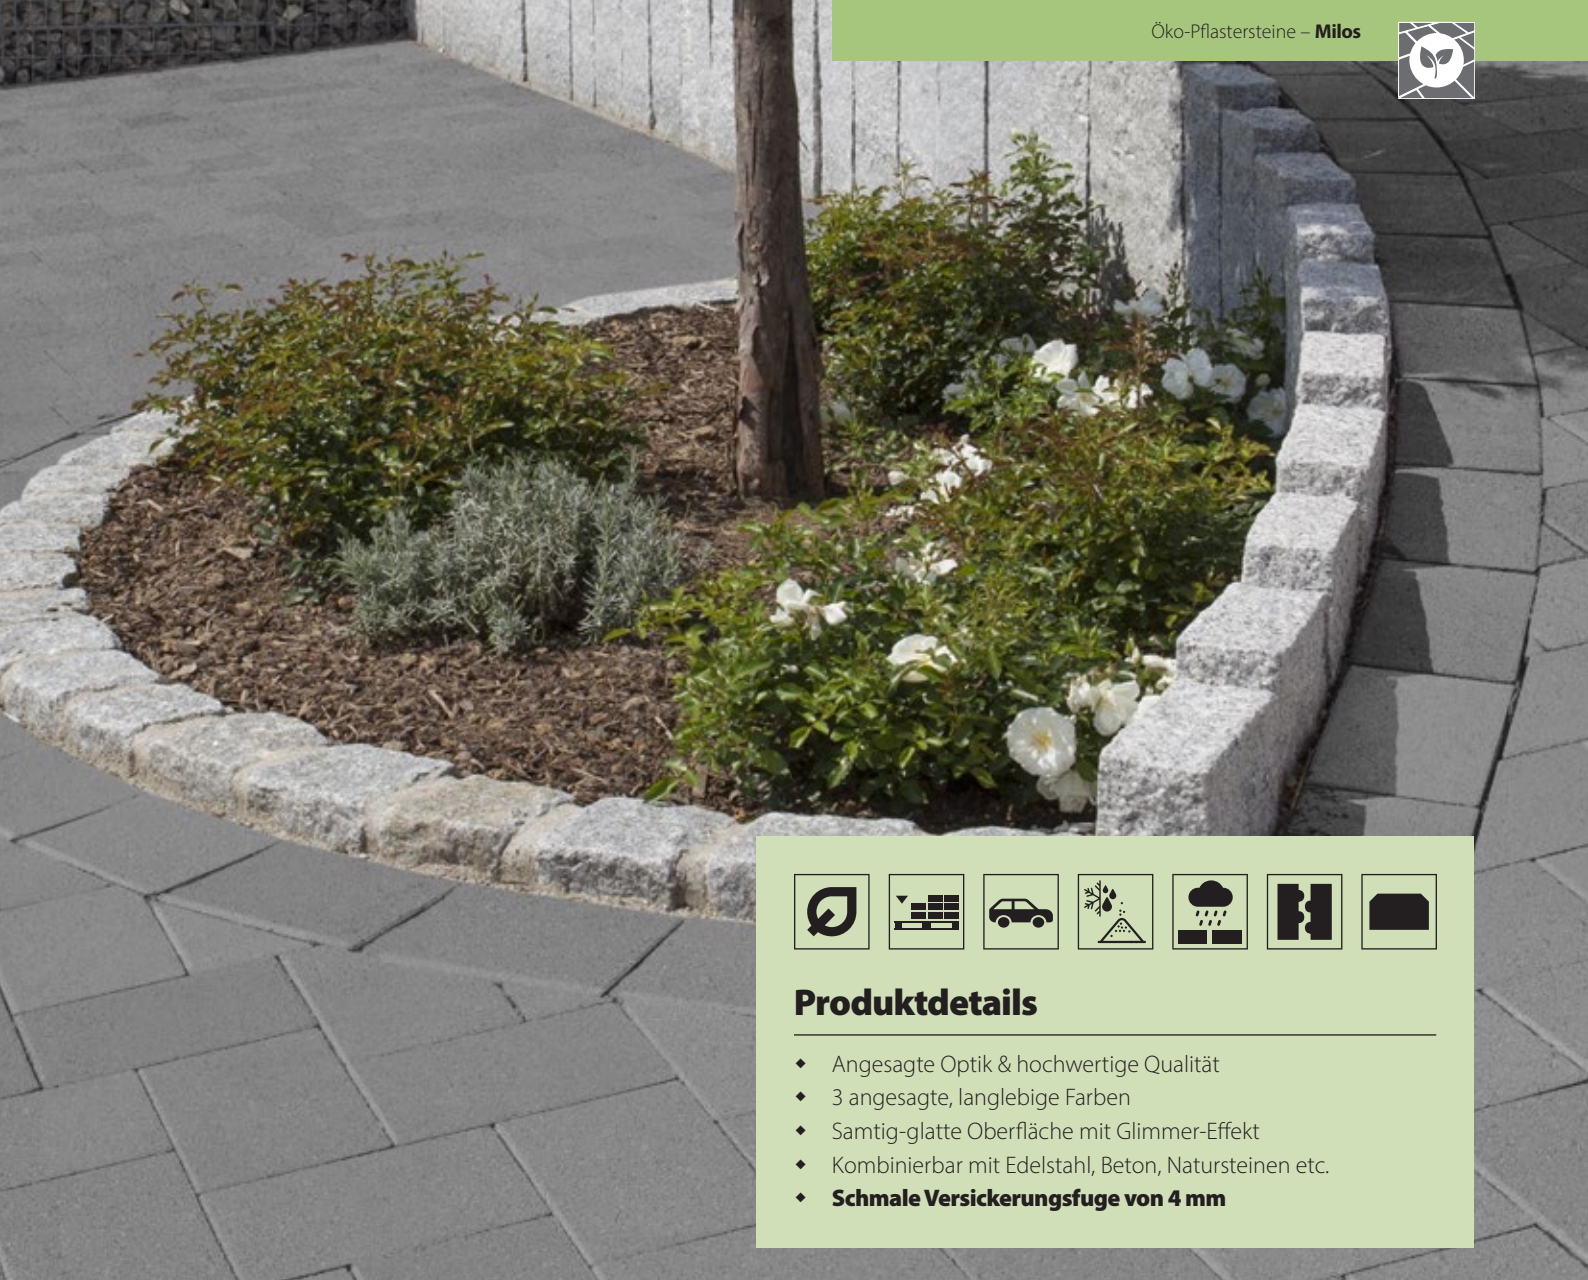 Öko-Pflastersteine – Milos
Produktdetails
Angesagte Optik & hochwertige Qualität
3 angesagte, langlebige Farben
Samtig-glatte Oberfläche mit Glimmer-Effekt
Kombinierbar mit Edelstahl, Beton, Natursteinen etc.
Schmale Versickerungsfuge von 4 mm